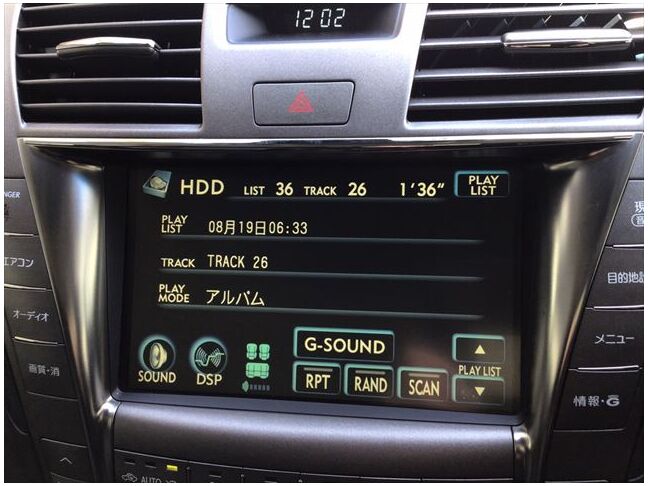 12:02
HDD LIST 36 TRACK 26 1'36" PLAY LIST
PLAY LIST 08月19日06:33
TRACK TRACK 26
PLAY MODE アルバム
G-SOUND
SOUND DSP RPT RAND SCAN PLAY LIST
エアコン
オーディオ
画質・消
AUTO
目的地
メニュー
情報・G